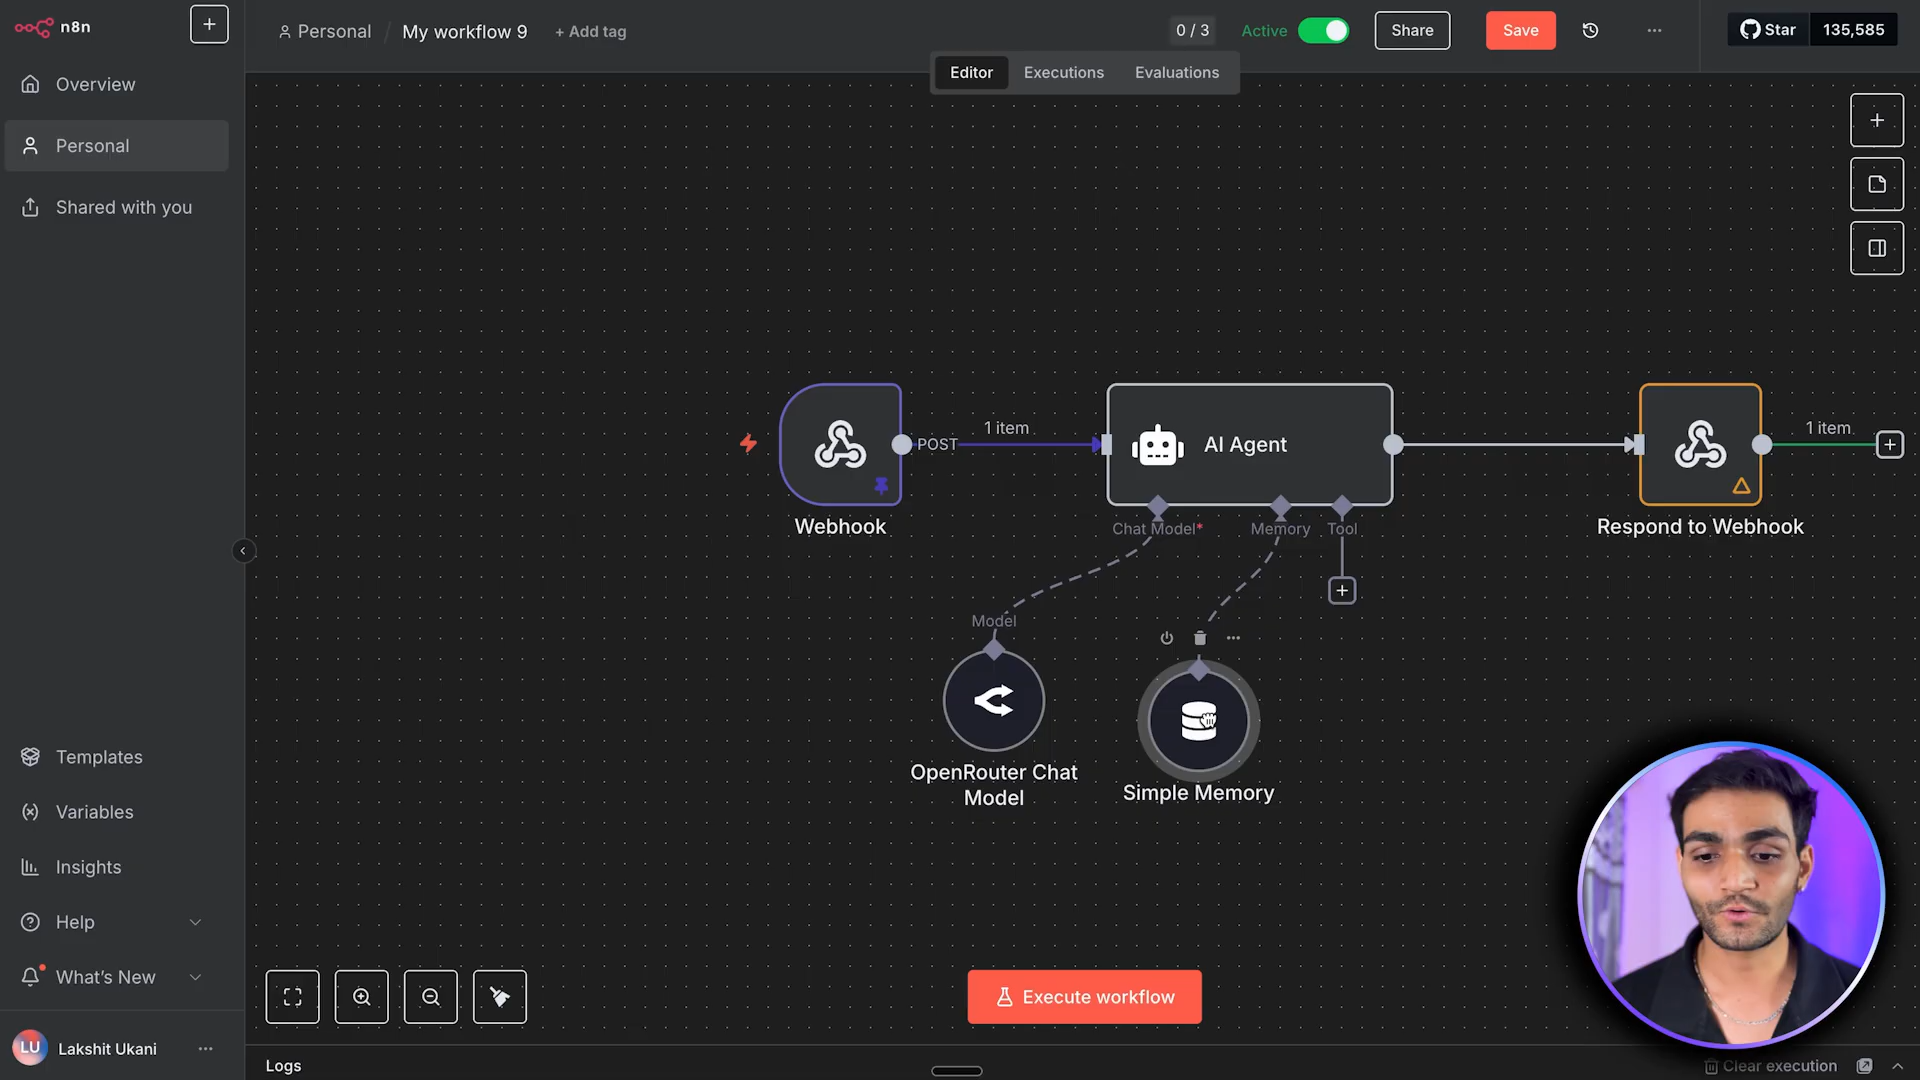 n8n
Personal / My workflow 9 + Add tag
0 / 3
Active
Share
Save
Star 135,585
Editor Executions Evaluations
Overview
Personal
Shared with you
1 item
POST
AI Agent
1 item
Webhook
Chat Model*
Memory
Tool
Respond to Webhook
Model
OpenRouter Chat
Model
Simple Memory
Templates
Variables
Insights
Help
What's New
Execute workflow
LU
Lakshit Ukani
Logs
Clear execution